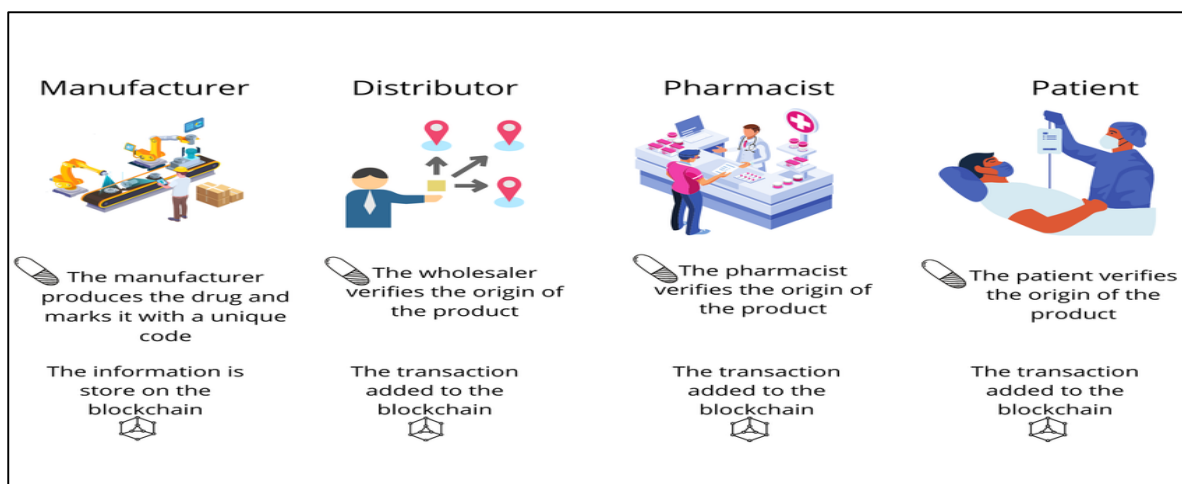 Manufacturer
Distributor
Pharmacist
Patient
The manufacturer
produces the drug and
marks it with a unique
code
The wholesaler
verifies the origin of
the product
The pharmacist
verifies the origin of
the product
The patient verifies
the origin of the
product
The information is
store on the
blockchain
The transaction
added to the
blockchain
The transaction
added to the
blockchain
The transaction
added to the
blockchain